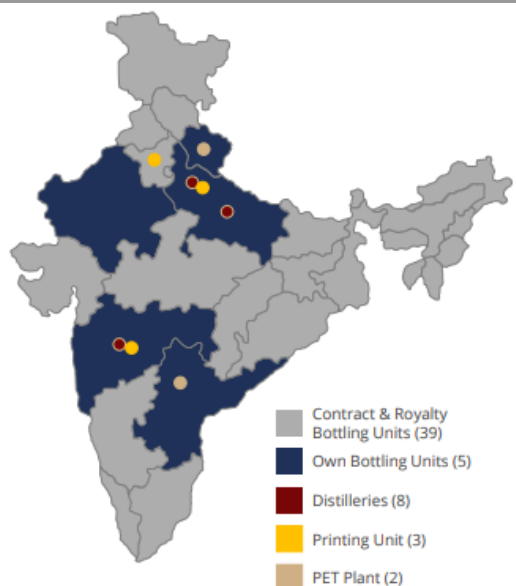 Contract & Royalty
Bottling Units (39)
Own Bottling Units (5)
Distilleries (8)
Printing Unit (3)
PET Plant (2)